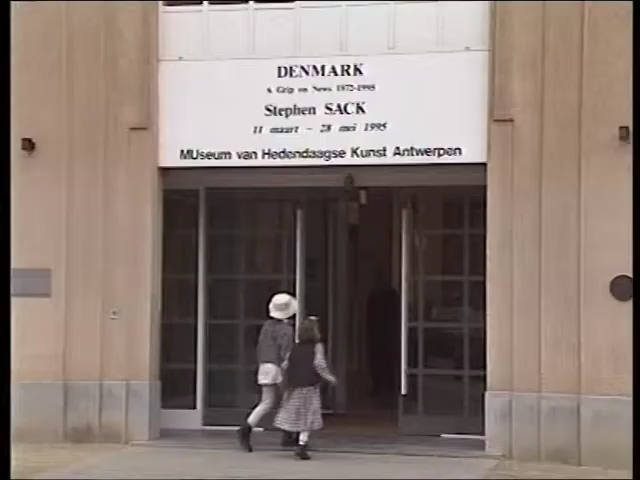 DENMARK
A Grip on News 1972-1995
Stephen SACK
11 maart - 28 mei 1995
MUseum van Hedendaagse Kunst Antwerpen